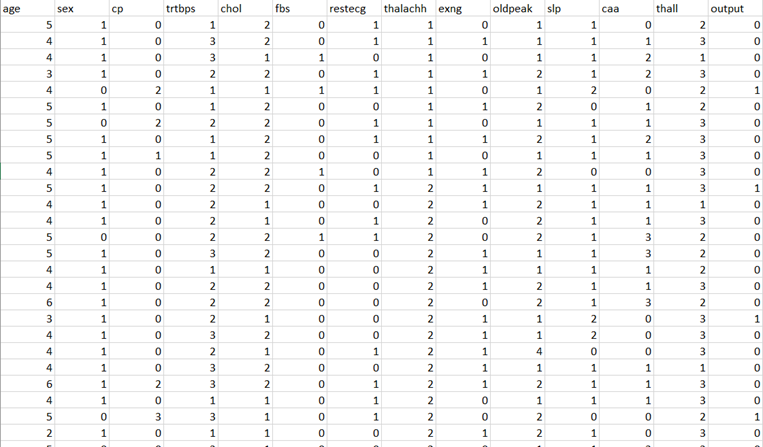 age sex cp trtbps chol fbs restecg thalachh exng oldpeak slp caa thall output
5 1 0 1 2 0 1 1 0 1 1 0 2 0
4 1 0 3 2 0 1 1 1 1 1 1 3 0
4 1 0 3 1 1 0 1 0 1 1 2 1 0
3 1 0 2 2 0 1 1 1 2 1 2 3 0
4 0 2 1 1 1 1 1 0 1 2 0 2 1
5 1 0 1 2 0 0 1 1 2 0 1 2 0
5 0 2 2 2 0 1 1 0 1 1 1 3 0
5 1 0 1 2 0 1 1 1 2 1 2 3 0
5 1 1 1 2 0 0 1 0 1 1 1 3 0
4 1 0 2 2 1 0 1 1 2 0 0 3 0
5 1 0 2 2 0 1 2 1 1 1 1 3 1
4 1 0 2 1 0 0 2 1 2 1 1 1 0
4 1 0 2 1 0 1 2 0 2 1 1 3 0
5 0 0 2 2 1 1 2 0 2 1 3 2 0
5 1 0 3 2 0 0 2 1 1 1 3 2 0
4 1 0 1 1 0 0 2 1 1 1 1 2 0
4 1 0 2 2 0 0 2 1 2 1 1 3 0
6 1 0 2 2 0 0 2 0 2 1 3 2 0
3 1 0 2 1 0 0 2 1 1 2 0 3 1
4 1 0 3 2 0 0 2 1 1 2 0 3 0
4 1 0 2 1 0 1 2 1 4 0 0 3 0
4 1 0 3 2 0 0 2 1 1 1 1 1 0
6 1 2 3 2 0 1 2 1 2 1 1 3 0
4 1 0 1 1 0 0 2 0 1 1 1 3 0
5 0 3 3 1 0 1 2 0 2 0 0 2 1
2 1 0 1 1 0 0 2 1 2 1 0 3 0